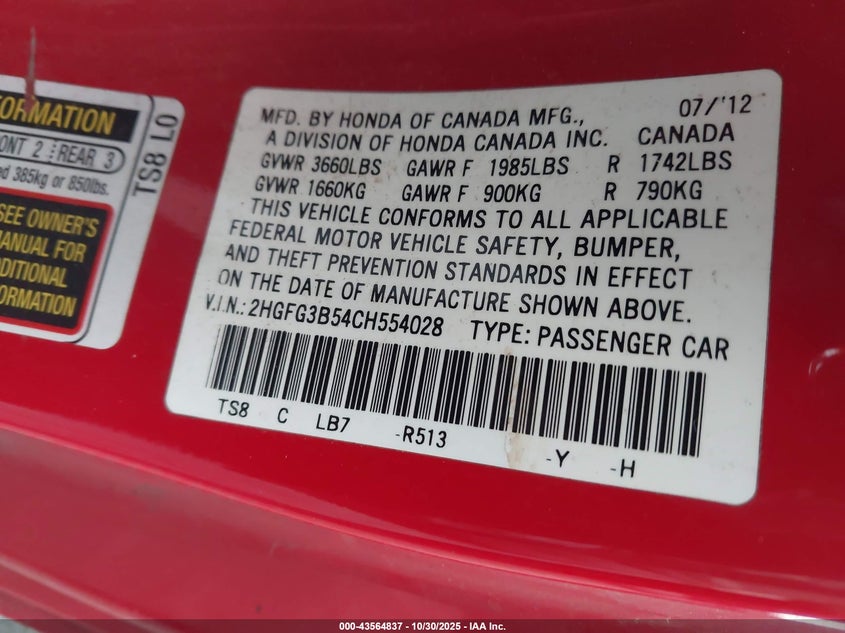 FORMATION
ONT 2 REAR 3
ed 385kg or 850lbs.
SEE OWNER'S
MANUAL FOR
DDITIONAL
FORMATION
TS8 L0
MFD. BY HONDA OF CANADA MFG., 07/'12
A DIVISION OF HONDA CANADA INC. CANADA
GVWR 3660LBS GAWR F 1985LBS R 1742LBS
GVWR 1660KG GAWR F 900KG R 790KG
THIS VEHICLE CONFORMS TO ALL APPLICABLE
FEDERAL MOTOR VEHICLE SAFETY, BUMPER,
AND THEFT PREVENTION STANDARDS IN EFFECT
ON THE DATE OF MANUFACTURE SHOWN ABOVE.
V.I.N.: 2HGFG3B54CH554028 TYPE: PASSENGER CAR
TS8 C LB7 -R513 -Y -H
000-43564837 - 10/30/2025 - IAA Inc.